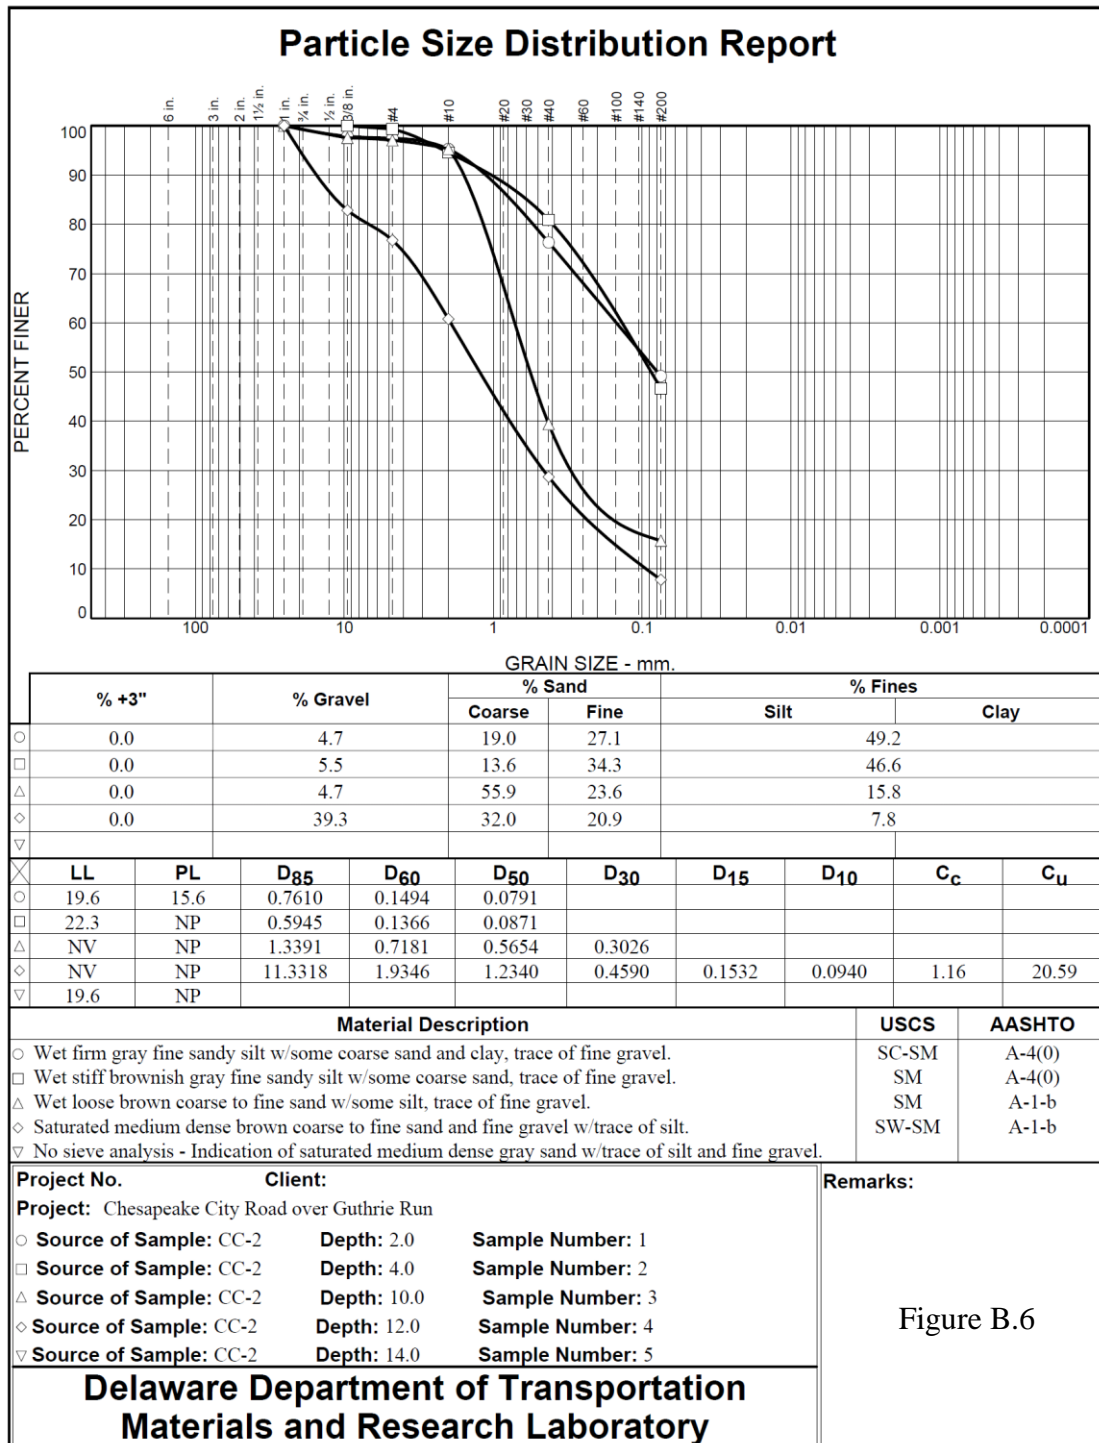 Particle Size Distribution Report
6 in.
3 in.
2 in.
1½ in.
1 in.
¾ in.
½ in.
3/8 in.
#4
#10
#20
#30
#40
#60
#100
#140
#200
PERCENT FINER
100
90
80
70
60
50
40
30
20
10
0
100 10 1 0.1 0.01 0.001 0.0001
GRAIN SIZE - mm.
% +3" % Gravel % Sand % Fines
Coarse Fine Silt Clay
○ 0.0 4.7 19.0 27.1 49.2
□ 0.0 5.5 13.6 34.3 46.6
△ 0.0 4.7 55.9 23.6 15.8
◇ 0.0 39.3 32.0 20.9 7.8
▽
LL PL D85 D60 D50 D30 D15 D10 Cc Cu
○ 19.6 15.6 0.7610 0.1494 0.0791
□ 22.3 NP 0.5945 0.1366 0.0871
△ NV NP 1.3391 0.7181 0.5654 0.3026
◇ NV NP 11.3318 1.9346 1.2340 0.4590 0.1532 0.0940 1.16 20.59
▽ 19.6 NP
Material Description USCS AASHTO
○ Wet firm gray fine sandy silt w/some coarse sand and clay, trace of fine gravel. SC-SM A-4(0)
□ Wet stiff brownish gray fine sandy silt w/some coarse sand, trace of fine gravel. SM A-4(0)
△ Wet loose brown coarse to fine sand w/some silt, trace of fine gravel. SM A-1-b
◇ Saturated medium dense brown coarse to fine sand and fine gravel w/trace of silt. SW-SM A-1-b
▽ No sieve analysis - Indication of saturated medium dense gray sand w/trace of silt and fine gravel.
Project No. Client:
Project: Chesapeake City Road over Guthrie Run
○ Source of Sample: CC-2 Depth: 2.0 Sample Number: 1
□ Source of Sample: CC-2 Depth: 4.0 Sample Number: 2
△ Source of Sample: CC-2 Depth: 10.0 Sample Number: 3
◇ Source of Sample: CC-2 Depth: 12.0 Sample Number: 4
▽ Source of Sample: CC-2 Depth: 14.0 Sample Number: 5
Remarks:
Figure B.6
Delaware Department of Transportation
Materials and Research Laboratory